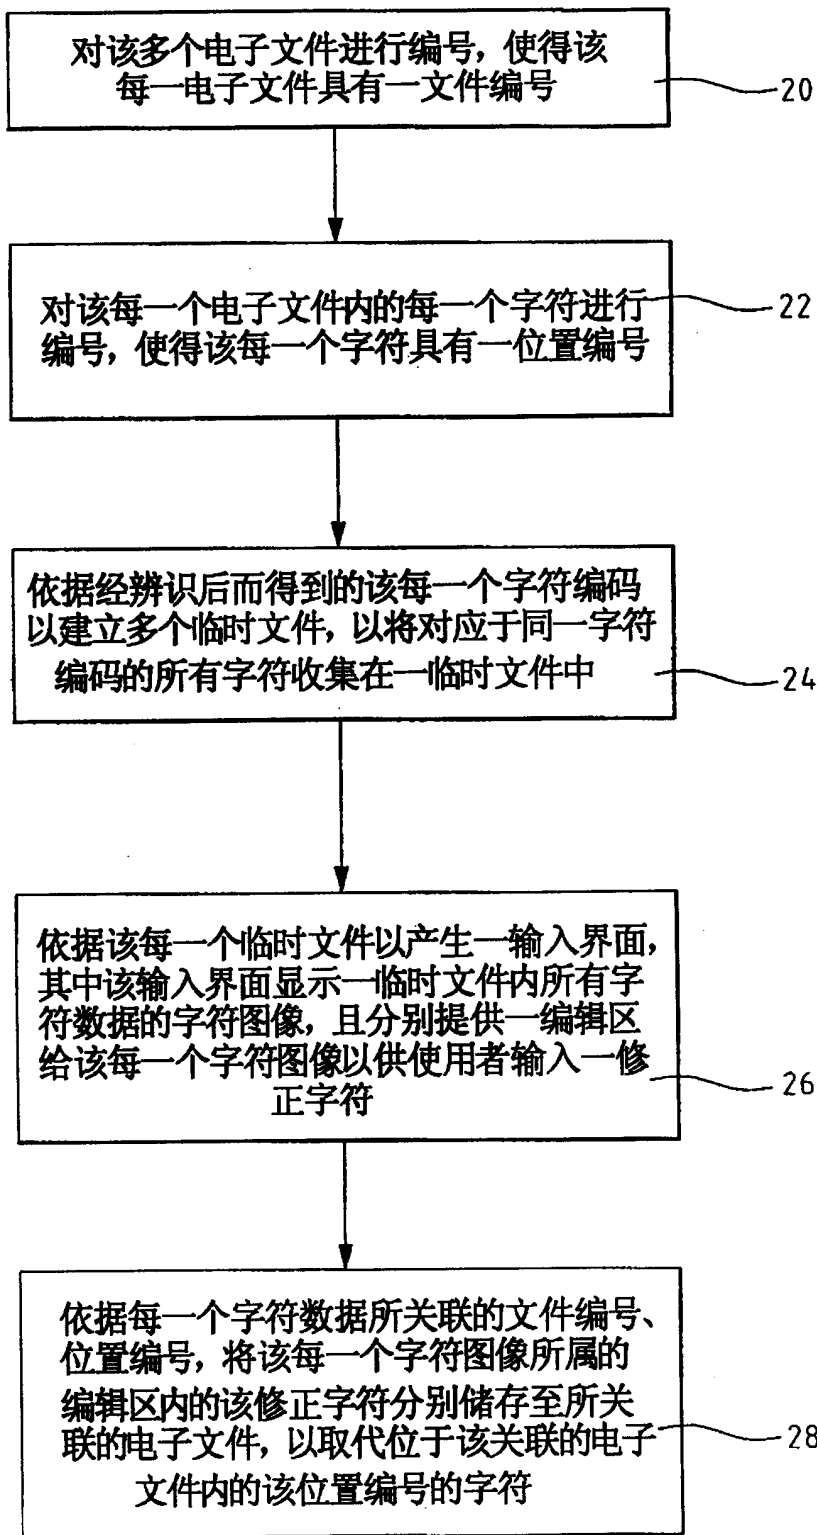 对该多个电子文件进行编号，使得该
每一电子文件具有一文件编号
20
对该每一个电子文件内的每一个字符进行
编号，使得该每一个字符具有一位置编号
22
依据经辨识后而得到的该每一个字符编码
以建立多个临时文件，以将对应于同一字符
编码的所有字符收集在一临时文件中
24
依据该每一个临时文件以产生一输入界面，
其中该输入界面显示一临时文件内所有字
符数据的字符图像，且分别提供一编辑区
给该每一个字符图像以供使用者输入一修
正字符
26
依据每一个字符数据所关联的文件编号、
位置编号，将该每一个字符图像所属的
编辑区内的该修正字符分别储存至所关
联的电子文件，以取代位于该关联的电子
文件内的该位置编号的字符
28